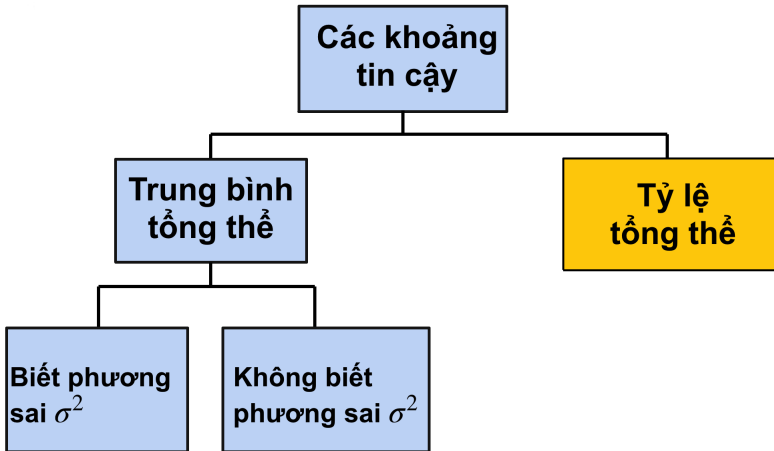 Các khoảng
tin cậy
Trung bình
tổng thể
Tỷ lệ
tổng thể
Biết phương
sai σ²
Không biết
phương sai σ²